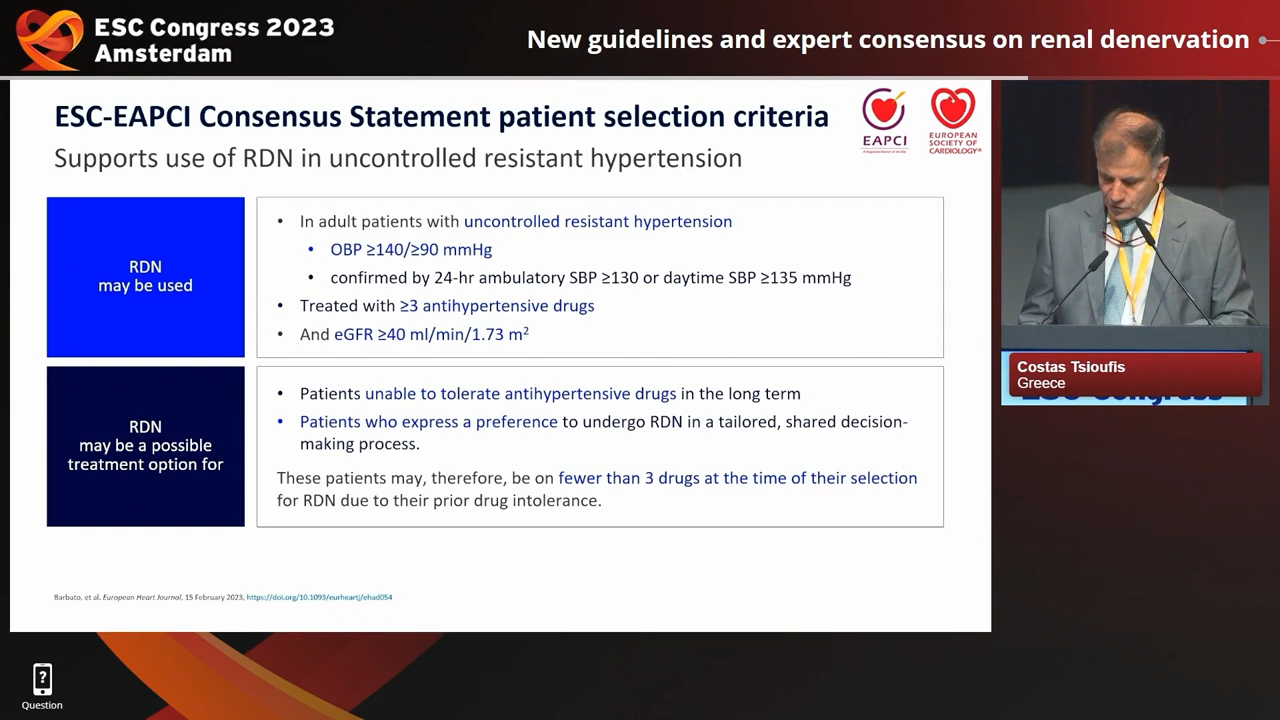 ESC Congress 2023
Amsterdam
New guidelines and expert consensus on renal denervation
ESC-EAPCI Consensus Statement patient selection criteria
Supports use of RDN in uncontrolled resistant hypertension
EAPCI
EUROPEAN
SOCIETY OF
CARDIOLOGY®
RDN
may be used
• In adult patients with uncontrolled resistant hypertension
• OBP ≥140/≥90 mmHg
• confirmed by 24-hr ambulatory SBP ≥130 or daytime SBP ≥135 mmHg
• Treated with ≥3 antihypertensive drugs
• And eGFR ≥40 ml/min/1.73 m²
RDN
may be a possible
treatment option for
• Patients unable to tolerate antihypertensive drugs in the long term
• Patients who express a preference to undergo RDN in a tailored, shared decision-
making process.
These patients may, therefore, be on fewer than 3 drugs at the time of their selection
for RDN due to their prior drug intolerance.
Barbato, et al. European Heart Journal, 15 February 2023, https://doi.org/10.1093/eurheartj/ehad054
Costas Tsioufis
Greece
?
Question